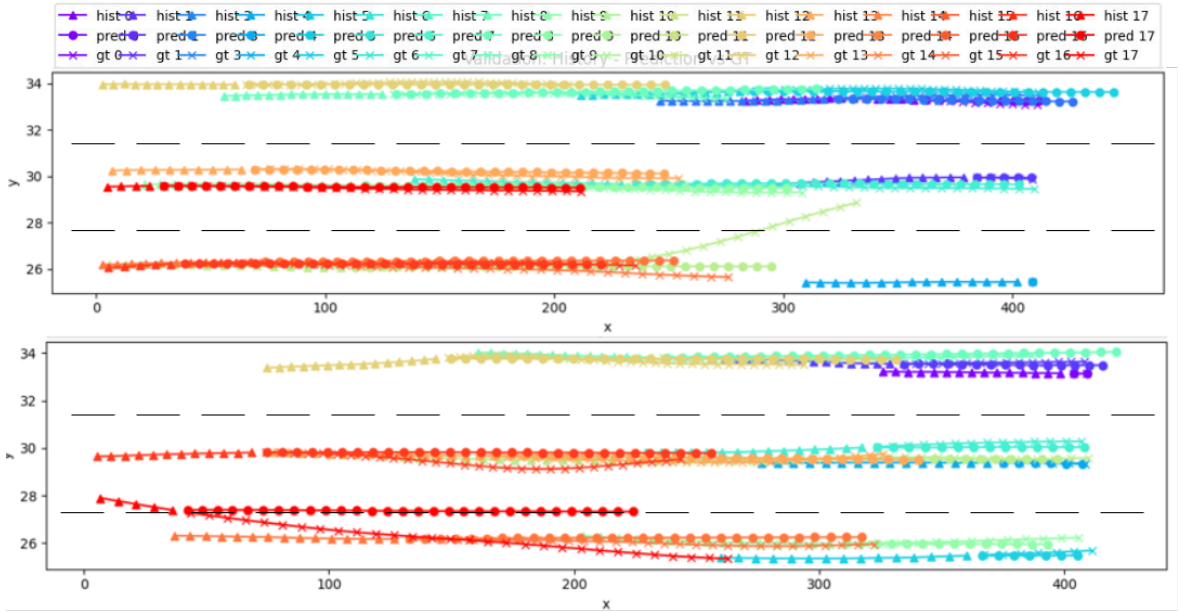 hist 0 hist 1 hist 3 hist 4 hist 5 hist 6 hist 7 hist 8 hist 9 hist 10 hist 11 hist 12 hist 13 hist 14 hist 15 hist 16 hist 17
pred 0 pred 1 pred 3 pred 4 pred 5 pred 6 pred 7 pred 8 pred 9 pred 10 pred 11 pred 12 pred 13 pred 14 pred 15 pred 16 pred 17
gt 0 gt 1 gt 3 gt 4 gt 5 gt 6 gt 7 gt 8 gt 9 gt 10 gt 11 gt 12 gt 13 gt 14 gt 15 gt 16 gt 17
Validation: History - Prediction vs GT
34
32
30
28
26
y
0 100 200 300 400
x
34
32
30
28
26
y
0 100 200 300 400
x